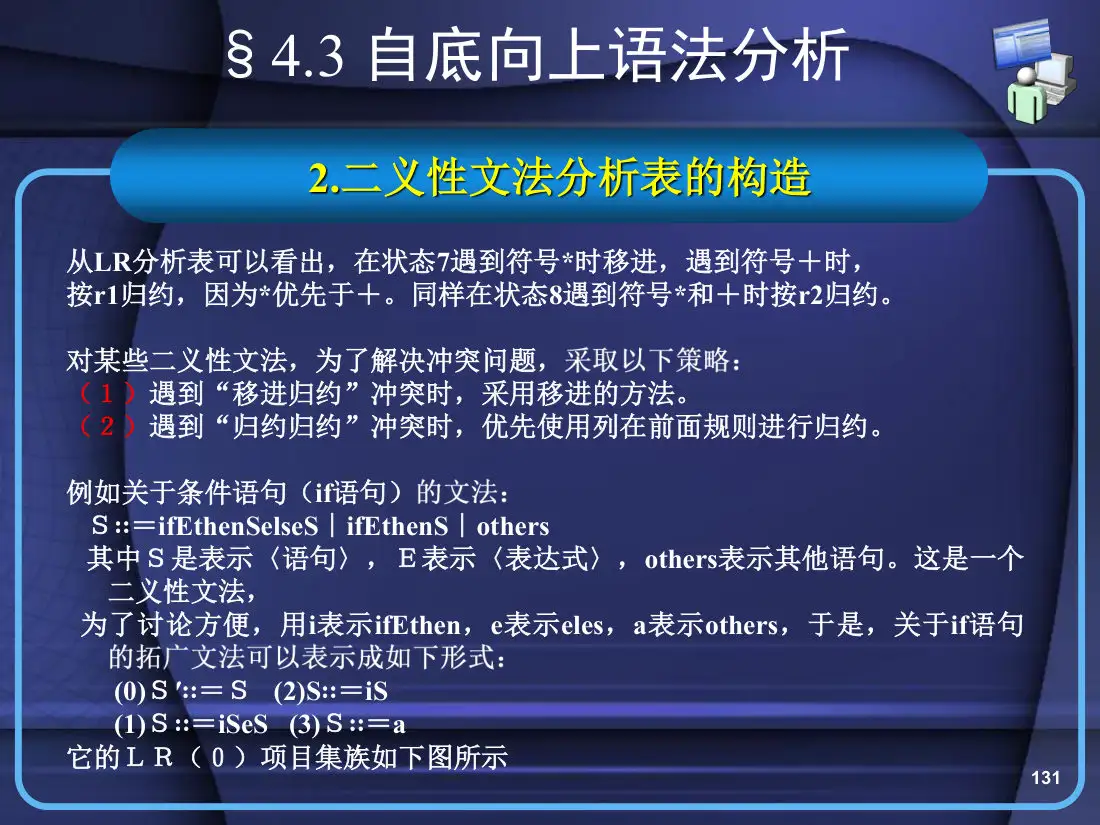 §4.3 自底向上语法分析
2.二义性文法分析表的构造
从LR分析表可以看出，在状态7遇到符号*时移进，遇到符号＋时，
按r1归约，因为*优先于＋。同样在状态8遇到符号*和＋时按r2归约。
对某些二义性文法，为了解决冲突问题，采取以下策略：
（１）遇到“移进归约”冲突时，采用移进的方法。
（２）遇到“归约归约”冲突时，优先使用列在前面规则进行归约。
例如关于条件语句（if语句）的文法：
Ｓ∷＝ifEthenSelseS｜ifEthenS｜others
其中Ｓ是表示〈语句〉，Ｅ表示〈表达式〉，others表示其他语句。这是一个
二义性文法，
为了讨论方便，用i表示ifEthen，e表示eles，a表示others，于是，关于if语句
的拓广文法可以表示成如下形式：
(0)Ｓ′∷＝Ｓ (2)S∷＝iS
(1)Ｓ∷＝iSeS (3)Ｓ∷＝a
它的ＬＲ（０）项目集族如下图所示
131